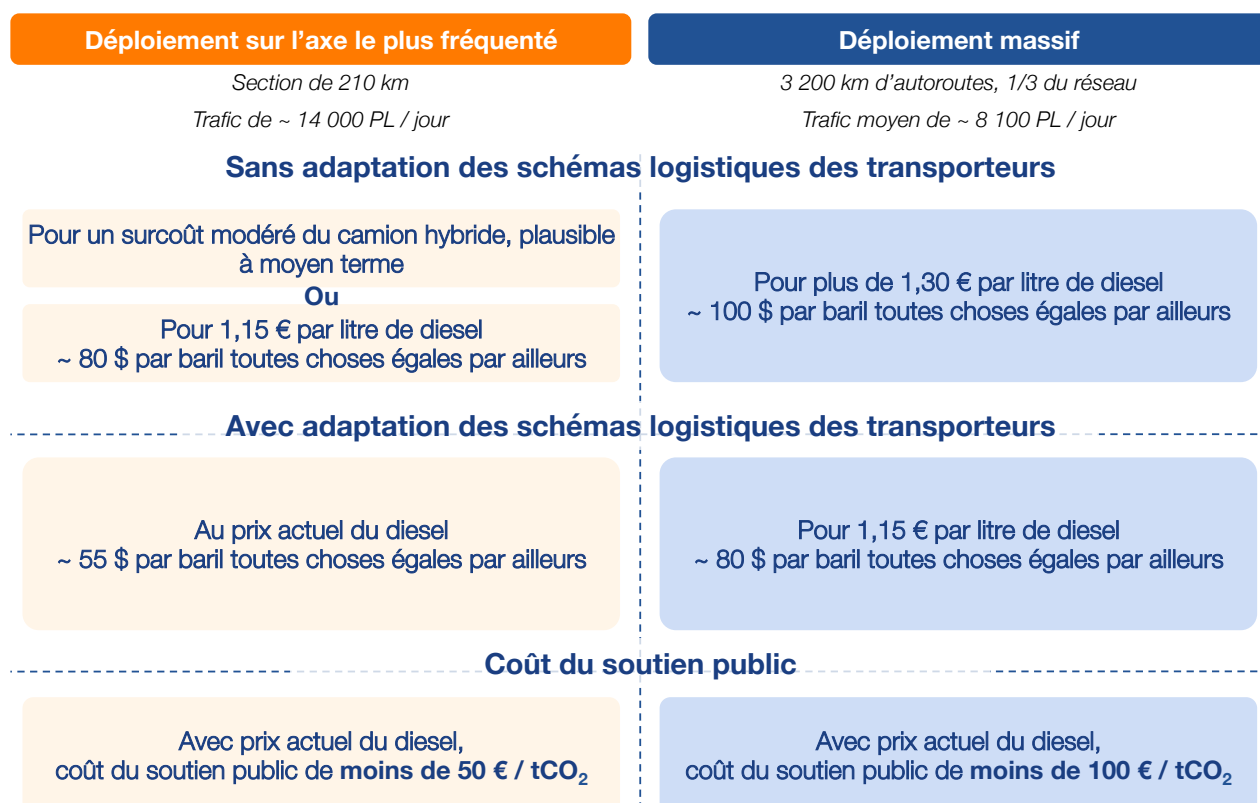 Déploiement sur l’axe le plus fréquenté
Déploiement massif
Section de 210 km
3 200 km d’autoroutes, 1/3 du réseau
Trafic de ~ 14 000 PL / jour
Trafic moyen de ~ 8 100 PL / jour
Sans adaptation des schémas logistiques des transporteurs
Pour un surcoût modéré du camion hybride, plausible
à moyen terme
Ou
Pour 1,15 € par litre de diesel
~ 80 $ par baril toutes choses égales par ailleurs
Pour plus de 1,30 € par litre de diesel
~ 100 $ par baril toutes choses égales par ailleurs
Avec adaptation des schémas logistiques des transporteurs
Au prix actuel du diesel
~ 55 $ par baril toutes choses égales par ailleurs
Pour 1,15 € par litre de diesel
~ 80 $ par baril toutes choses égales par ailleurs
Coût du soutien public
Avec prix actuel du diesel,
coût du soutien public de moins de 50 € / tCO₂
Avec prix actuel du diesel,
coût du soutien public de moins de 100 € / tCO₂